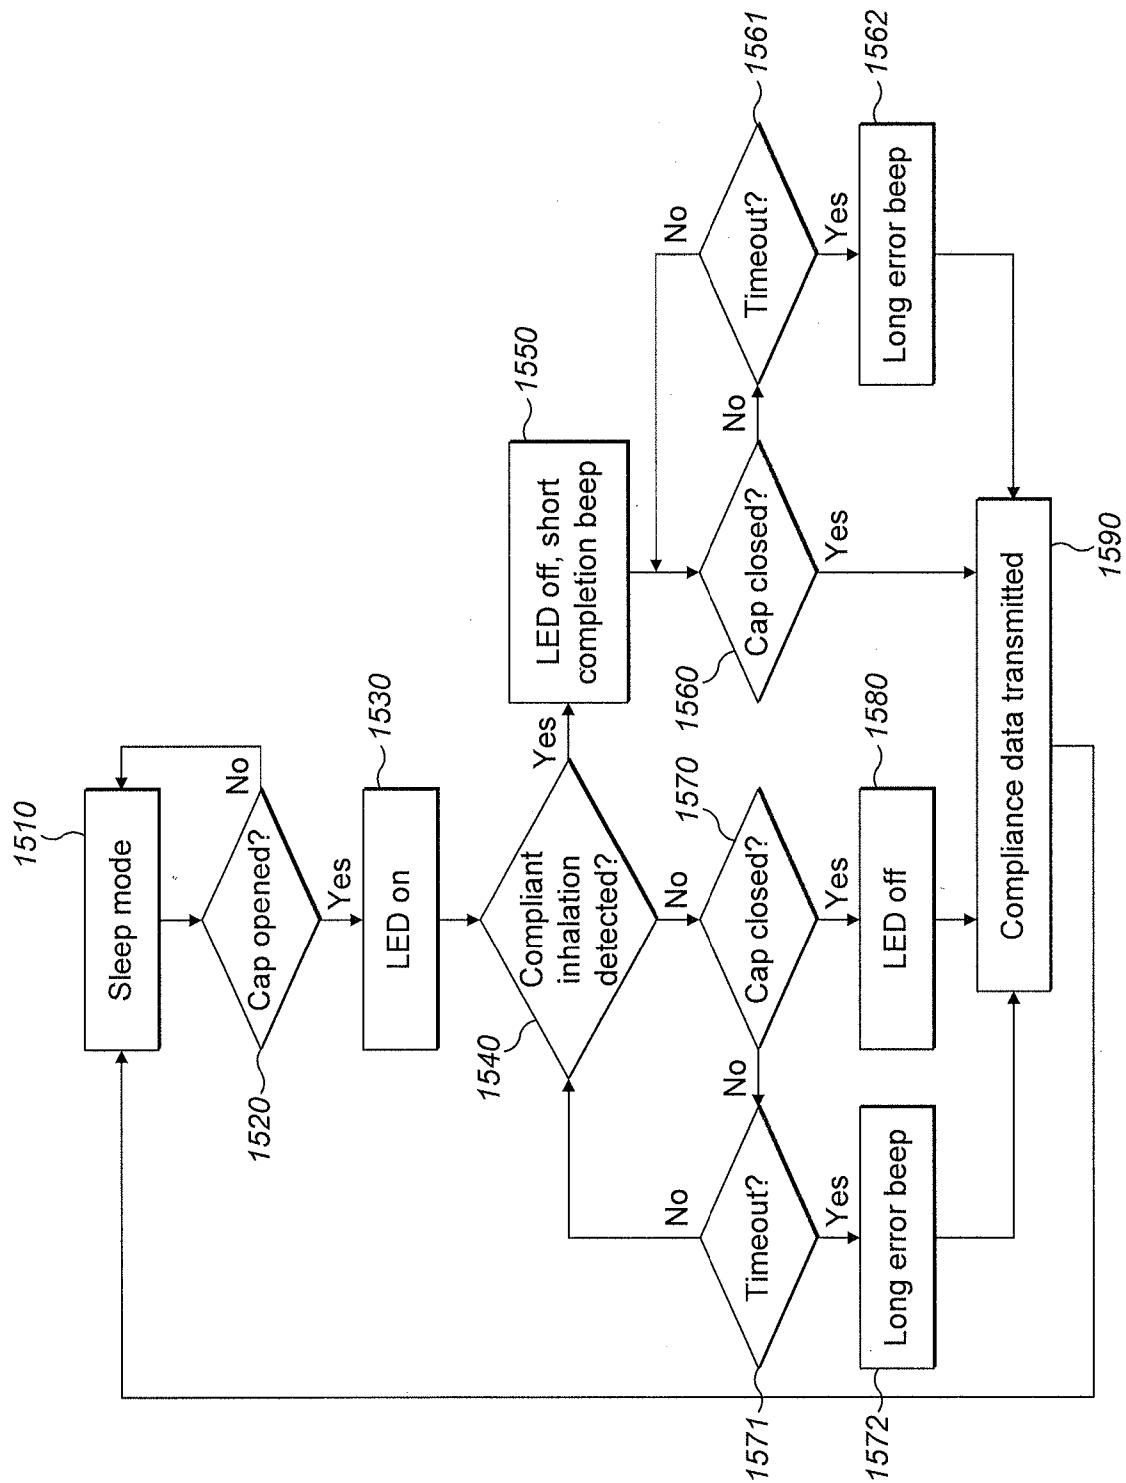 1510
Sleep mode
No
Cap opened?
1520
Yes
1530
LED on
1540
Compliant
inhalation
detected?
Yes
No
1550
LED off, short
completion beep
1570
Cap closed?
No
Yes
1571
Timeout?
No
Yes
1572
Long error beep
1580
LED off
1560
Cap closed?
No
Yes
1561
Timeout?
No
Yes
1562
Long error beep
Compliance data transmitted
1590